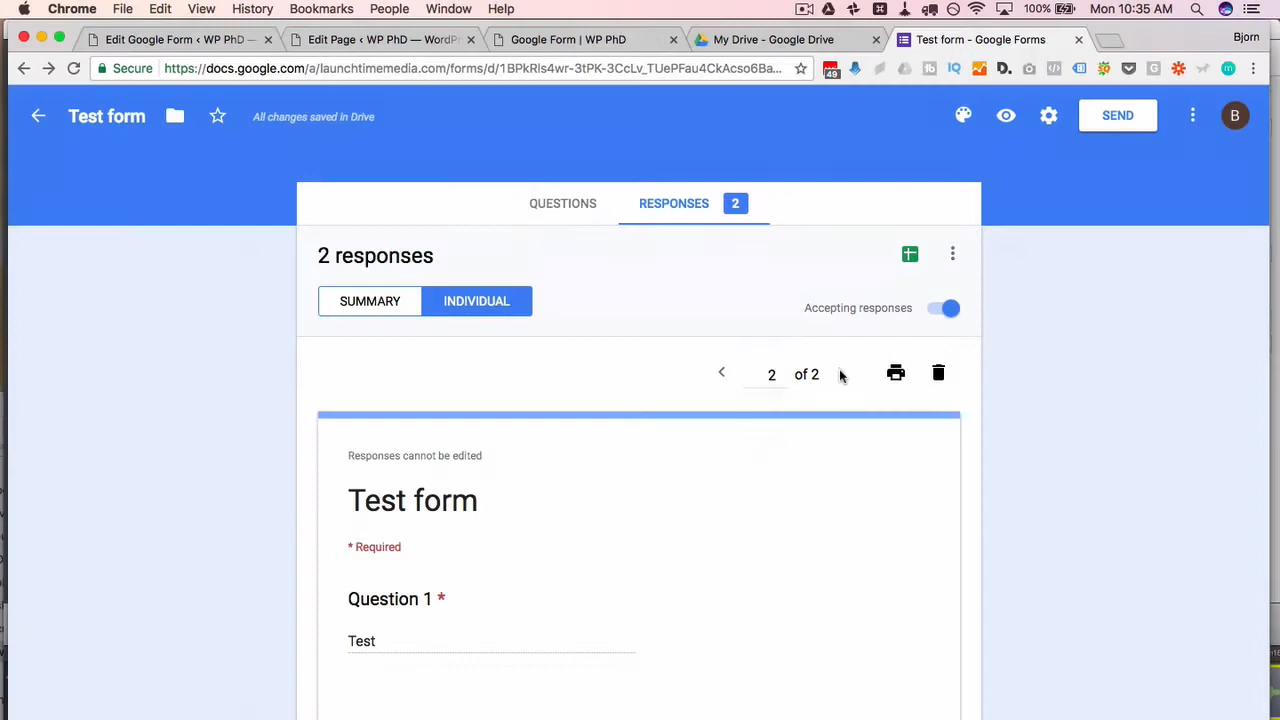 Chrome File Edit View History Bookmarks People Window Help 100% Mon 10:35 AM
Edit Google Form ‹ WP PhD — Edit Page ‹ WP PhD — WordPr Google Form | WP PhD My Drive - Google Drive Test form - Google Forms Bjorn
Secure https://docs.google.com/a/launchtimemedia.com/forms/d/1BPkRls4wr-3tPK-3CcLv_TUePFau4CkAcso6Ba... 49
Test form All changes saved in Drive SEND B
QUESTIONS RESPONSES 2
2 responses
SUMMARY INDIVIDUAL
Accepting responses
2 of 2
Responses cannot be edited
Test form
* Required
Question 1 *
Test